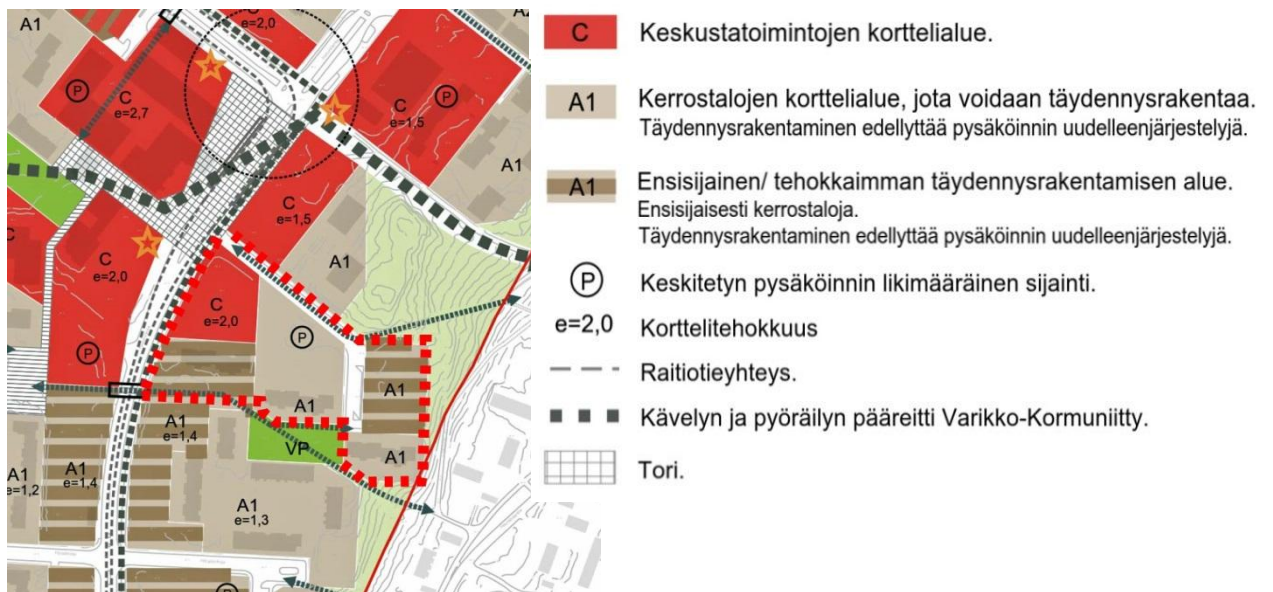 A1
e=2,0
P
C
e=2,7
C
e=1,5
P
A1
C
e=1,5
A1
C
C
e=2,0
C
e=2,0
P
P
A1
A1
A1
e=1,4
VP
A1
A1
e=1,2
A1
e=1,4
A1
e=1,3
P
C Keskustatoimintojen korttelialue.
A1 Kerrostalojen korttelialue, jota voidaan täydennysrakentaa.
Täydennysrakentaminen edellyttää pysäköinnin uudelleenjärjestelyjä.
A1 Ensisijainen/ tehokkaimman täydennysrakentamisen alue.
Ensisijaisesti kerrostaloja.
Täydennysrakentaminen edellyttää pysäköinnin uudelleenjärjestelyjä.
P Keskitetyn pysäköinnin likimääräinen sijainti.
e=2,0 Korttelitehokkuus
Raitiotieyhteys.
Kävelyn ja pyöräilyn pääreitti Varikko-Kormuniitty.
Tori.